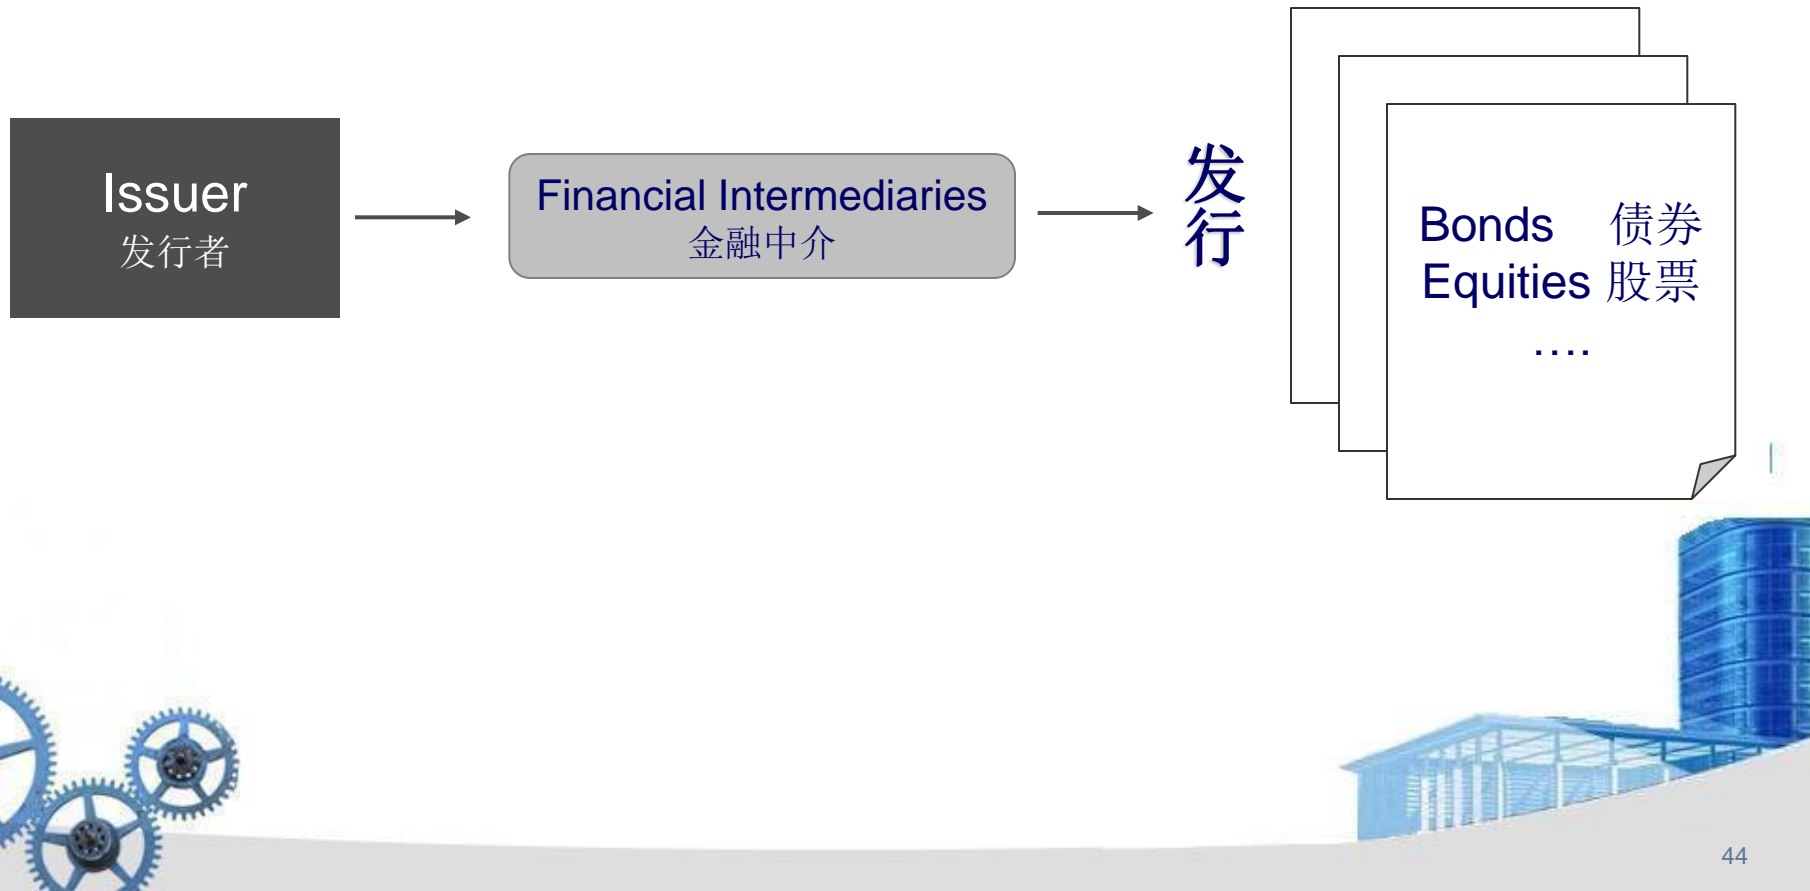 Issuer
发行者
Financial Intermediaries
金融中介
发
行
Bonds 债券
Equities 股票
….
44